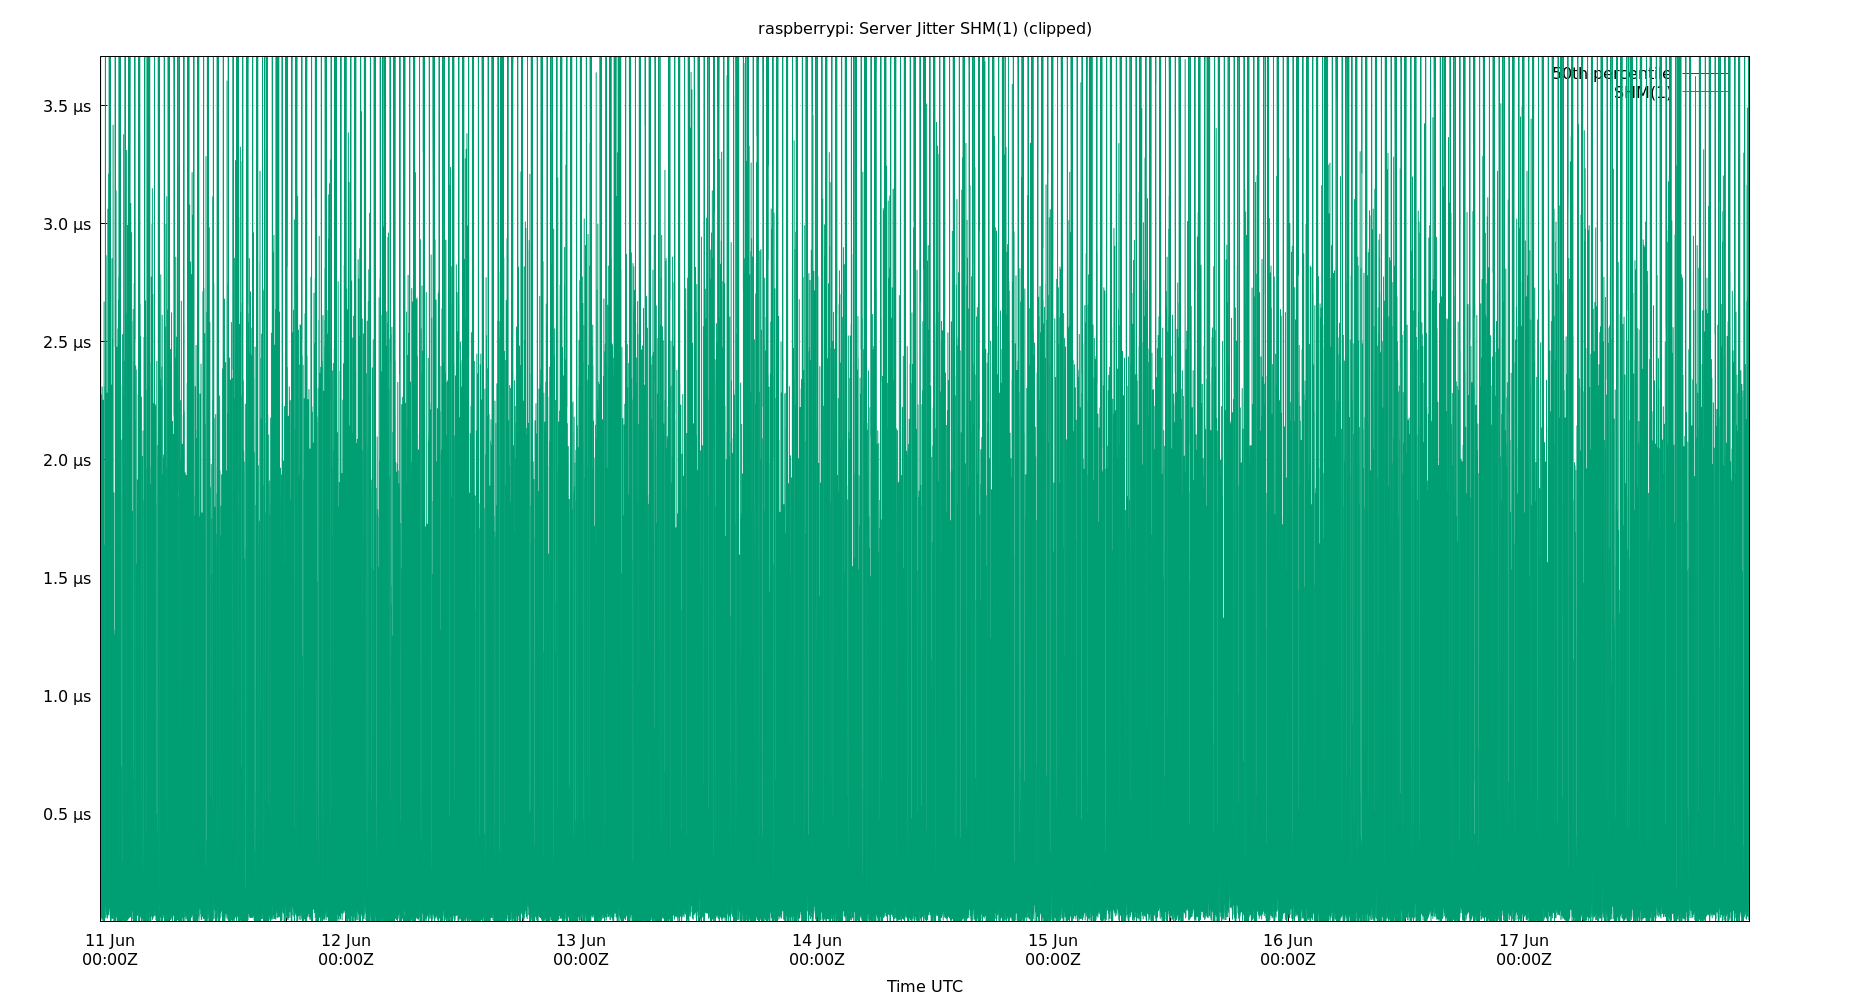 raspberrypi: Server Jitter SHM(1) (clipped)
50th percentile
SHM(1)
3.5 µs
3.0 µs
2.5 µs
2.0 µs
1.5 µs
1.0 µs
0.5 µs
11 Jun 12 Jun 13 Jun 14 Jun 15 Jun 16 Jun 17 Jun
00:00Z 00:00Z 00:00Z 00:00Z 00:00Z 00:00Z 00:00Z
Time UTC